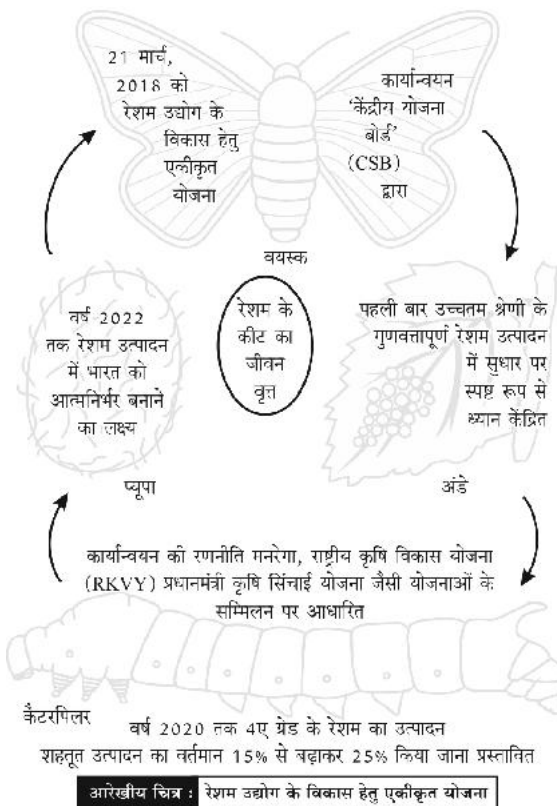 21 मार्च,
2018 को
रेशम उद्योग के
विकास हेतु
एकीकृत
योजना
कार्यान्वयन
'केंद्रीय योजना
बोर्ड'
(CSB)
द्वारा
वयस्क
वर्ष 2022
तक रेशम उत्पादन
में भारत को
आत्मनिर्भर बनाने
का लक्ष्य
रेशम के
कीट का
जीवन
वृत्त
पहली बार उच्चतम श्रेणी के
गुणवत्तापूर्ण रेशम उत्पादन
में सुधार पर
स्पष्ट रूप से
ध्यान केंद्रित
प्यूपा
अंडे
कार्यान्वयन की रणनीति मनरेगा, राष्ट्रीय कृषि विकास योजना
(RKVY) प्रधानमंत्री कृषि सिंचाई योजना जैसी योजनाओं के
सम्मिलन पर आधारित
कैटरपिलर
वर्ष 2020 तक 4ए ग्रेड के रेशम का उत्पादन
शहतूत उत्पादन का वर्तमान 15% से बढ़ाकर 25% किया जाना प्रस्तावित
आरेखीय चित्र : रेशम उद्योग के विकास हेतु एकीकृत योजना